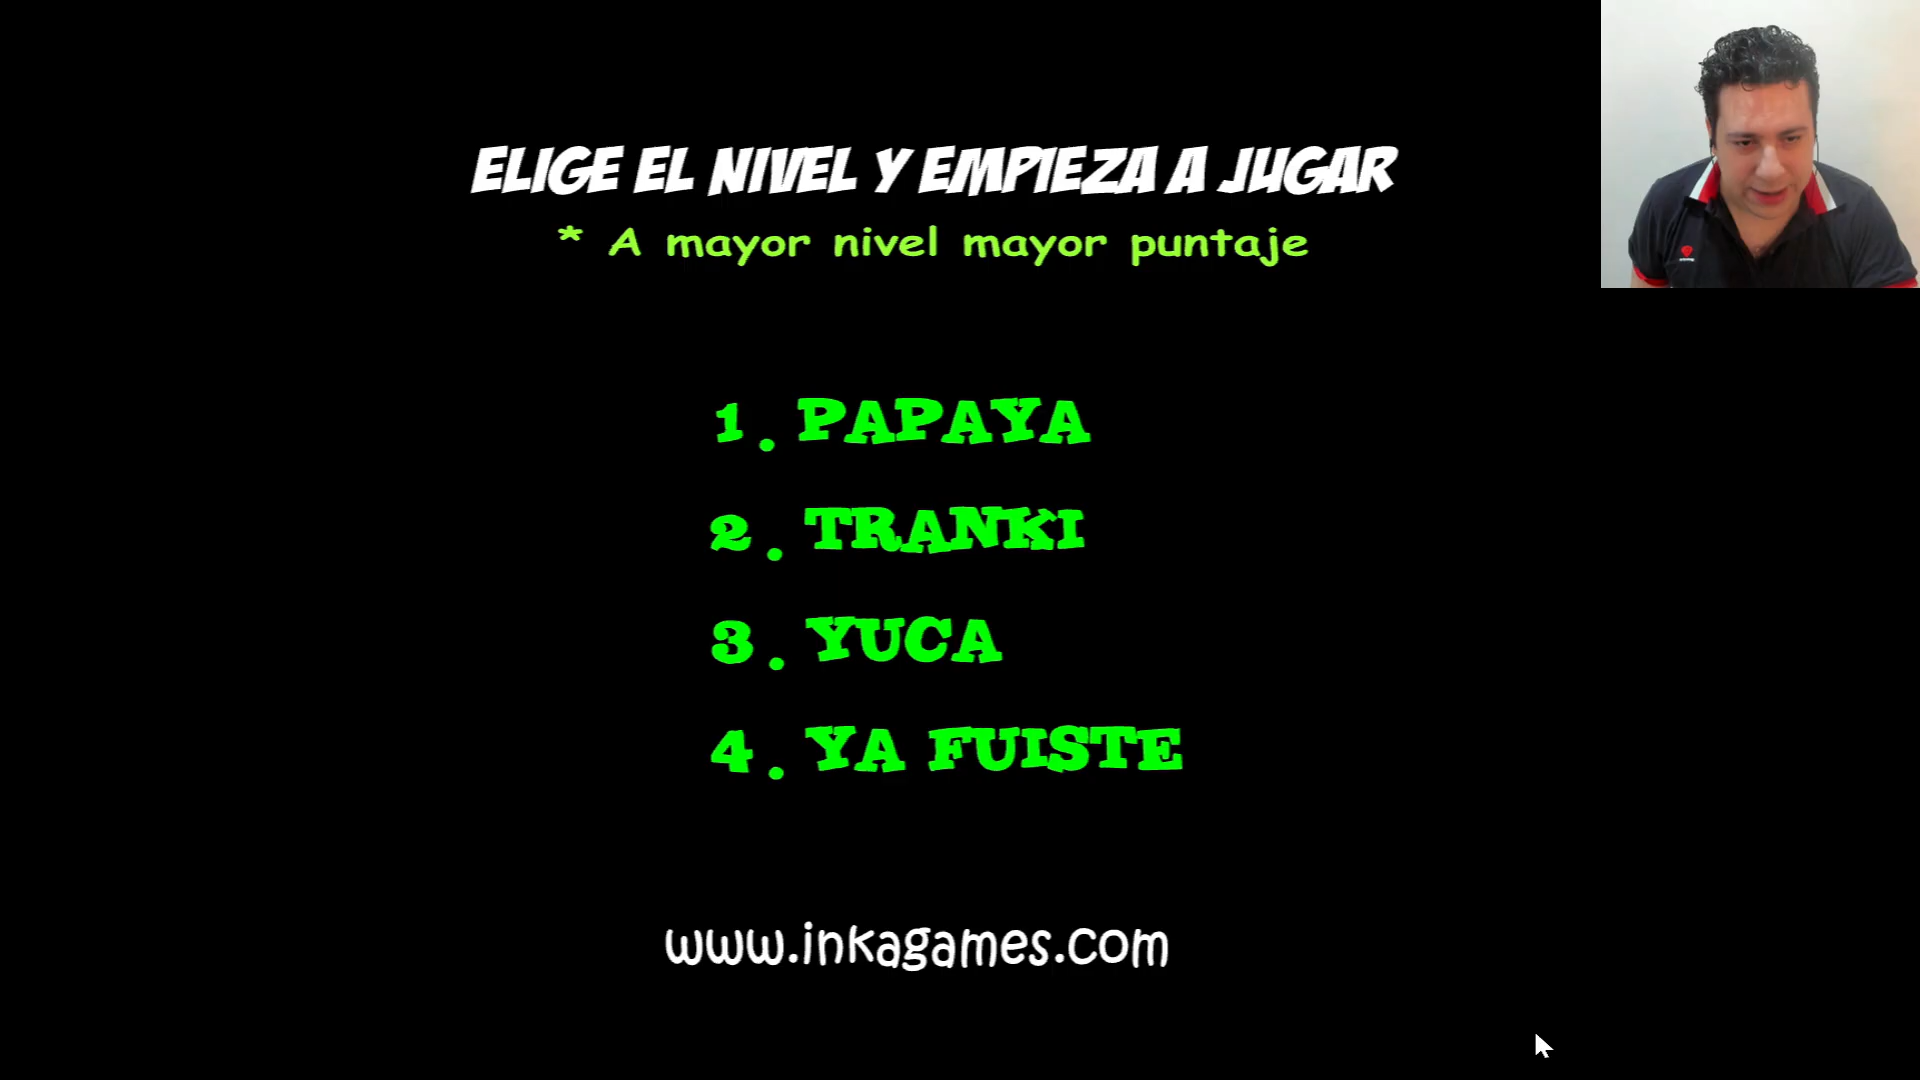 ELIGE EL NIVEL Y EMPIEZA A JUGAR
* A mayor nivel mayor puntaje
1. PAPAYA
2. TRANKI
3. YUCA
4. YA FUISTE
www.inkagames.com